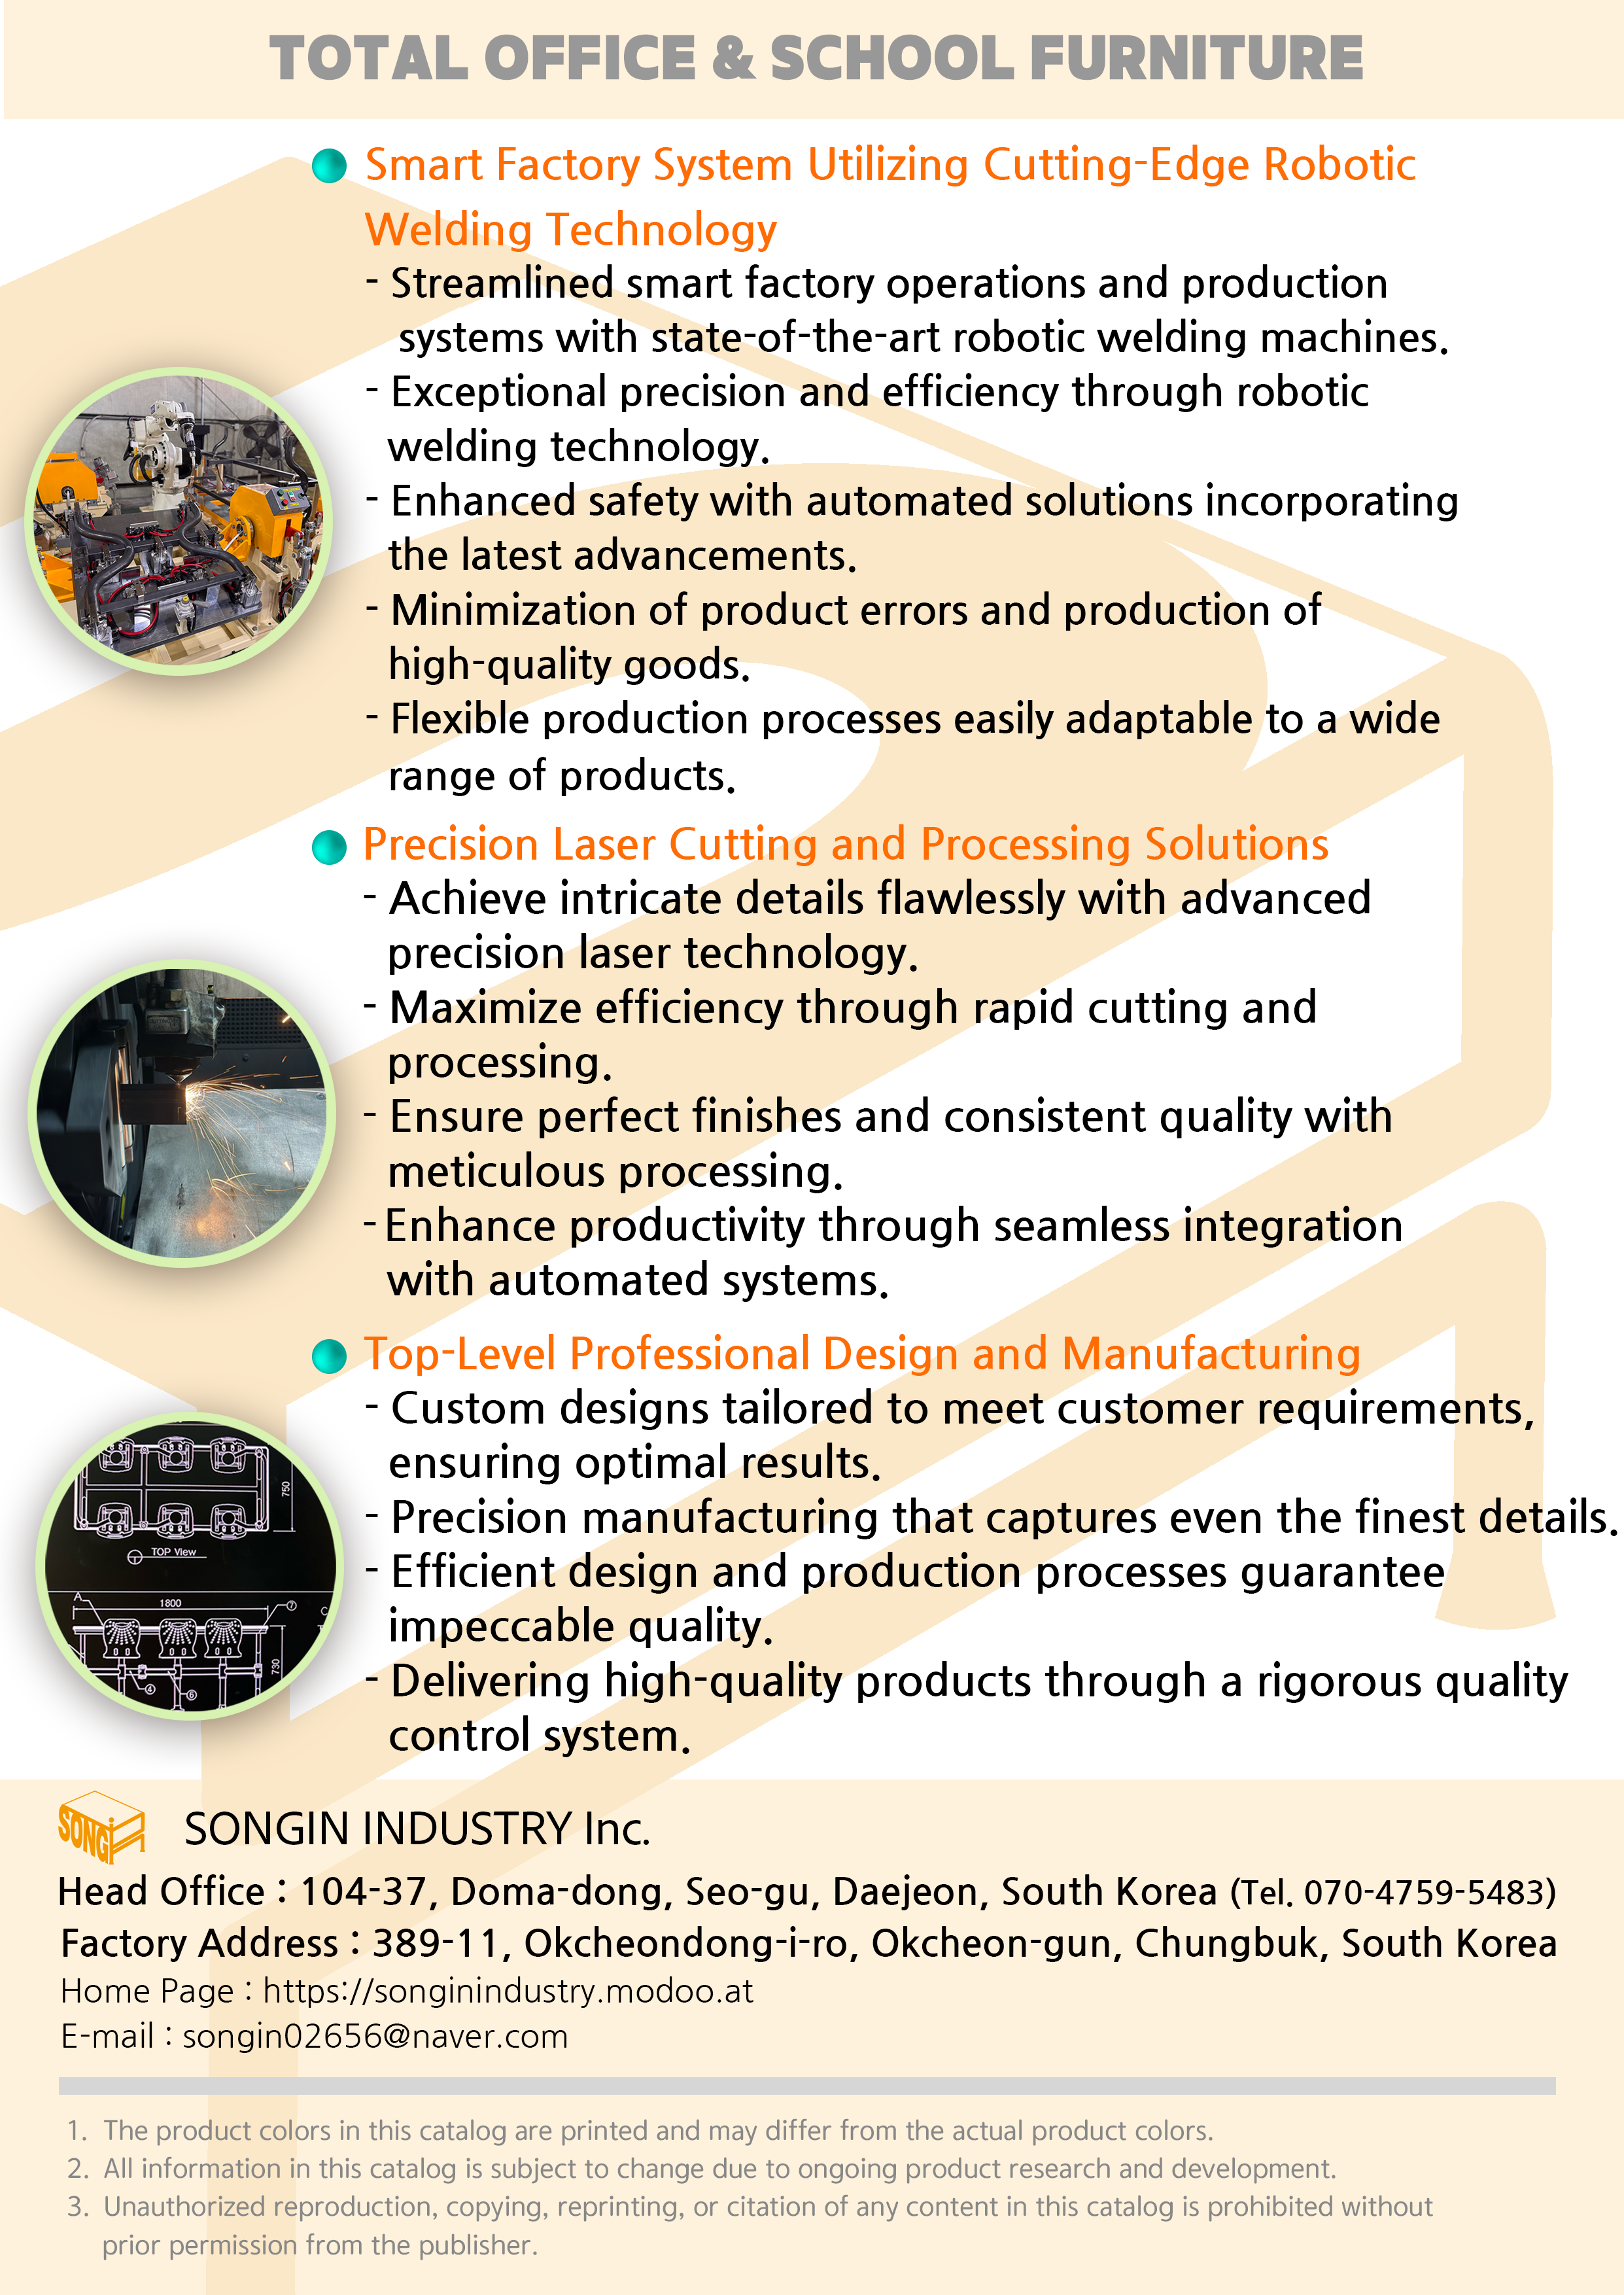 TOTAL OFFICE & SCHOOL FURNITURE
Smart Factory System Utilizing Cutting-Edge Robotic
Welding Technology
- Streamlined smart factory operations and production
systems with state-of-the-art robotic welding machines.
- Exceptional precision and efficiency through robotic
welding technology.
- Enhanced safety with automated solutions incorporating
the latest advancements.
- Minimization of product errors and production of
high-quality goods.
- Flexible production processes easily adaptable to a wide
range of products.
Precision Laser Cutting and Processing Solutions
- Achieve intricate details flawlessly with advanced
precision laser technology.
- Maximize efficiency through rapid cutting and
processing.
- Ensure perfect finishes and consistent quality with
meticulous processing.
- Enhance productivity through seamless integration
with automated systems.
Top-Level Professional Design and Manufacturing
- Custom designs tailored to meet customer requirements,
ensuring optimal results.
- Precision manufacturing that captures even the finest details.
- Efficient design and production processes guarantee
impeccable quality.
- Delivering high-quality products through a rigorous quality
control system.
750
TOP View
A
1800
7
C
730
4
6
SONGIN
SONGIN INDUSTRY Inc.
Head Office : 104-37, Doma-dong, Seo-gu, Daejeon, South Korea (Tel. 070-4759-5483)
Factory Address : 389-11, Okcheondong-i-ro, Okcheon-gun, Chungbuk, South Korea
Home Page : https://songinindustry.modoo.at
E-mail : songin02656@naver.com
1. The product colors in this catalog are printed and may differ from the actual product colors.
2. All information in this catalog is subject to change due to ongoing product research and development.
3. Unauthorized reproduction, copying, reprinting, or citation of any content in this catalog is prohibited without
prior permission from the publisher.